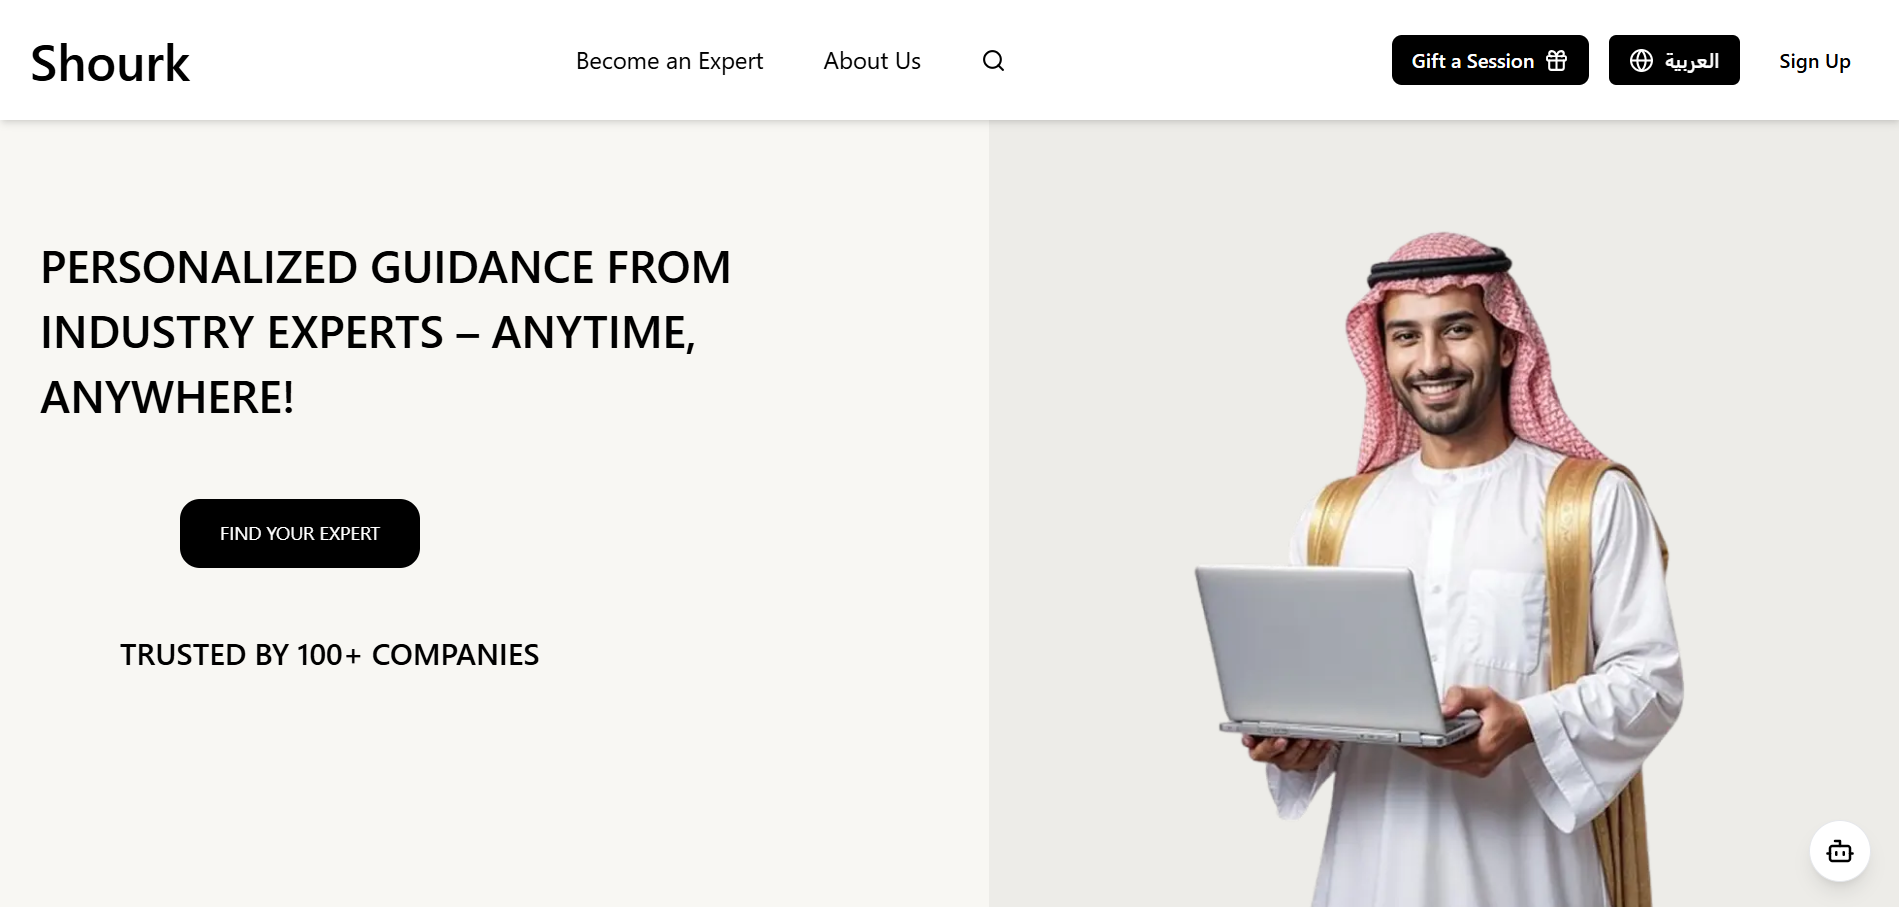 Shourk
Become an Expert
About Us
Gift a Session
العربية
Sign Up
PERSONALIZED GUIDANCE FROM
INDUSTRY EXPERTS – ANYTIME,
ANYWHERE!
FIND YOUR EXPERT
TRUSTED BY 100+ COMPANIES